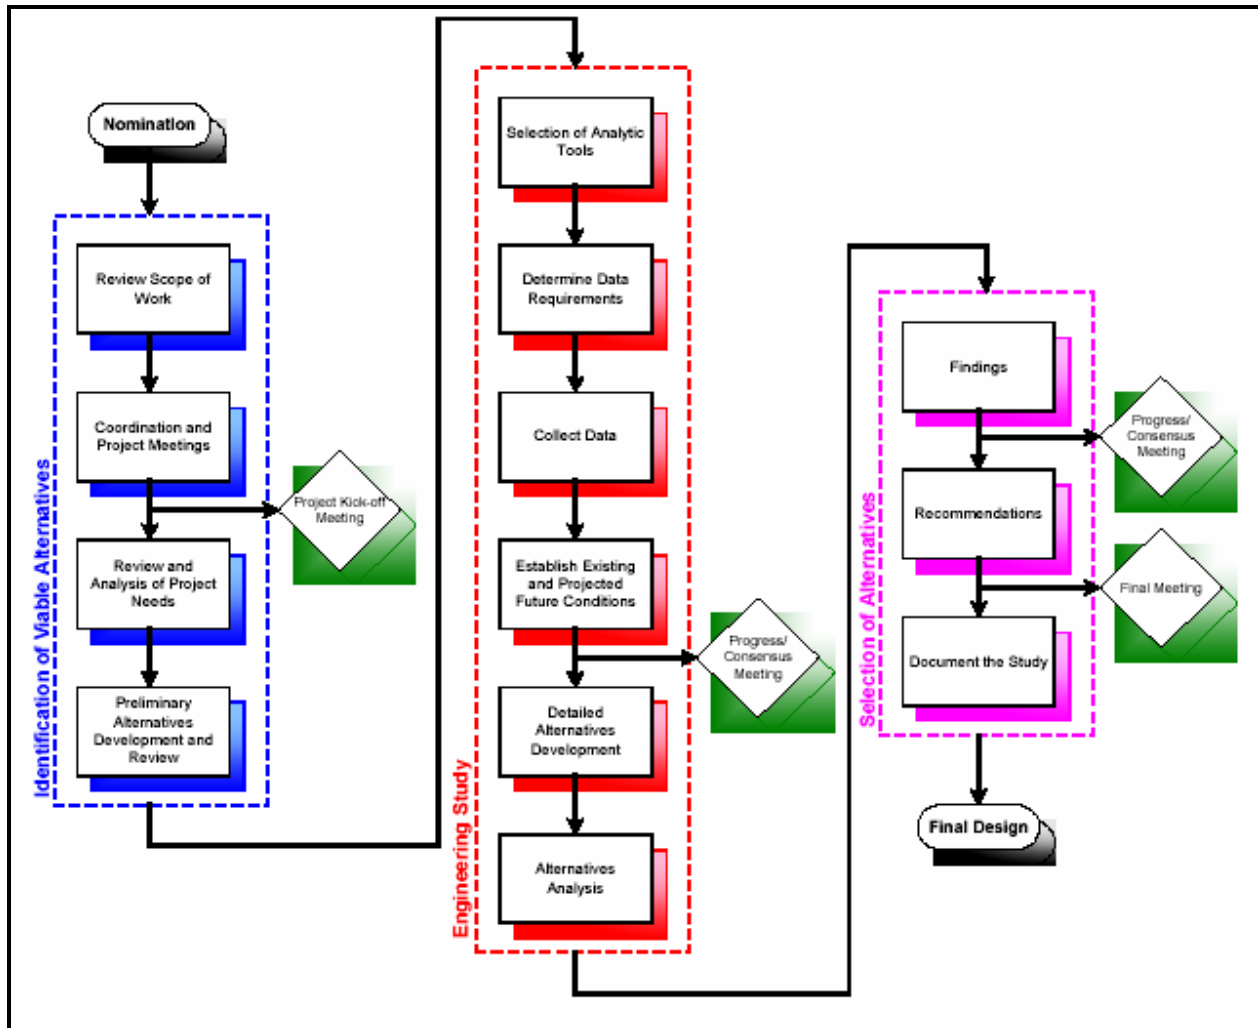 Nomination
Identification of Viable Alternatives
Review Scope of
Work
Coordination and
Project Meetings
Project Kick-off
Meeting
Review and
Analysis of Project
Needs
Preliminary
Alternatives
Development and
Review
Engineering Study
Selection of Analytic
Tools
Determine Data
Requirements
Collect Data
Establish Existing
and Projected
Future Conditions
Progress/
Consensus
Meeting
Detailed
Alternatives
Development
Alternatives
Analysis
Selection of Alternatives
Findings
Progress/
Consensus
Meeting
Recommendations
Final Meeting
Document the Study
Final Design